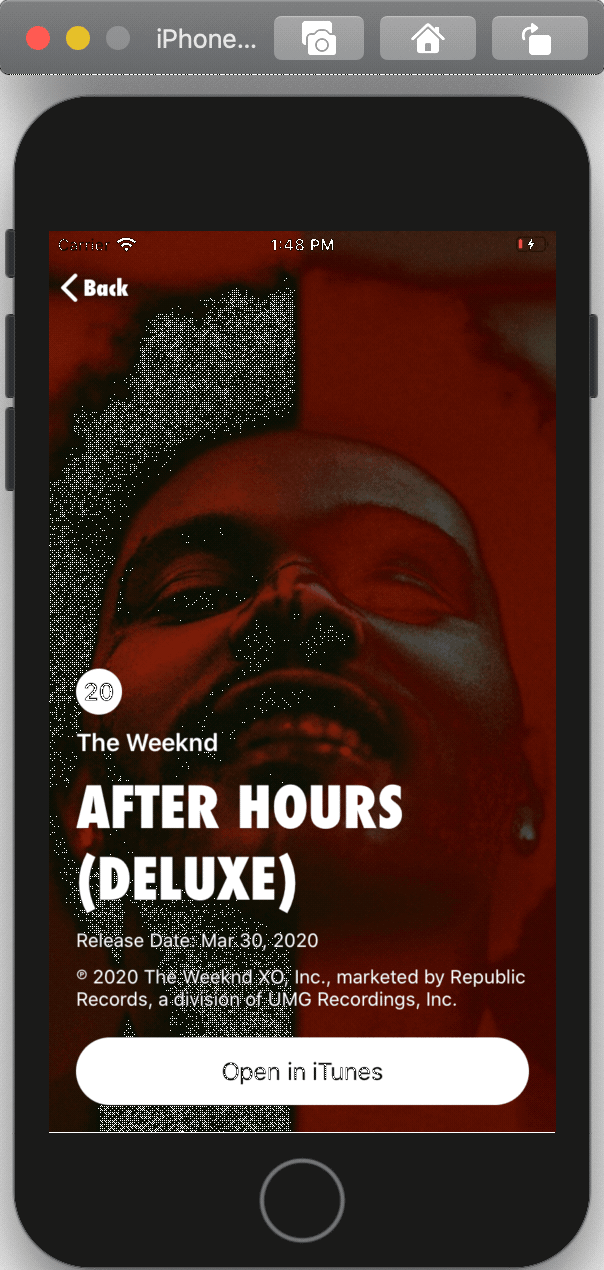 iPhone...
Carrier 1:48 PM
Back
20
The Weeknd
AFTER HOURS
(DELUXE)
Release Date: Mar 30, 2020
℗ 2020 The Weeknd XO, Inc., marketed by Republic
Records, a division of UMG Recordings, Inc.
Open in iTunes